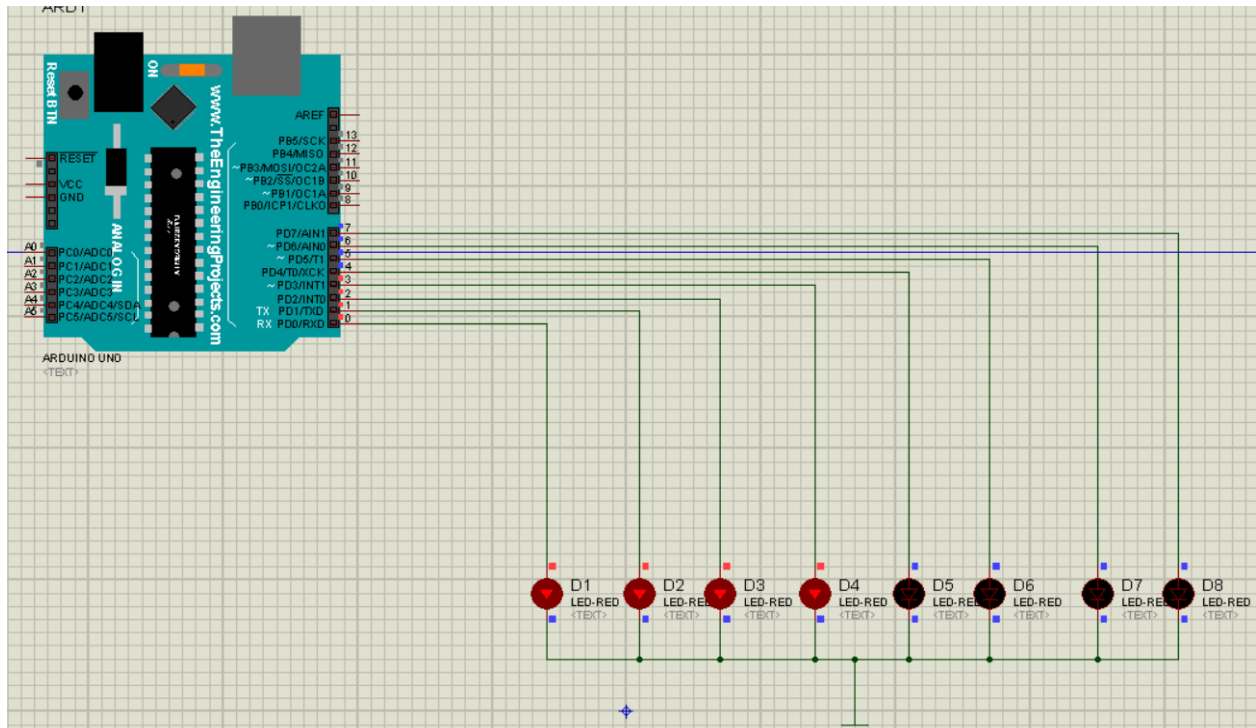 ARD1
Reset BTN
ON
www.TheEngineeringProjects.com
ANALOG IN
RESET
VCC
GND
A0 PC0/ADC0
A1 PC1/ADC1
A2 PC2/ADC2
A3 PC3/ADC3
A4 PC4/ADC4/SDA
A5 PC5/ADC5/SCL
AREF
PB5/SCK 13
PB4/MISO 12
~PB3/MOSI/OC2A 11
~PB2/SS/OC1B 10
~PB1/OC1A 9
PB0/ICP1/CLKO 8
PD7/AIN1 7
~PD6/AIN0 6
~PD5/T1 5
PD4/T0/XCK 4
~PD3/INT1 3
PD2/INT0 2
TX PD1/TXD 1
RX PD0/RXD 0
ARDUINO UNO
<TEXT>
D1
LED-RED
<TEXT>
D2
LED-RED
<TEXT>
D3
LED-RED
<TEXT>
D4
LED-RED
<TEXT>
D5
LED-RED
<TEXT>
D6
LED-RED
<TEXT>
D7
LED-RED
<TEXT>
D8
LED-RED
<TEXT>